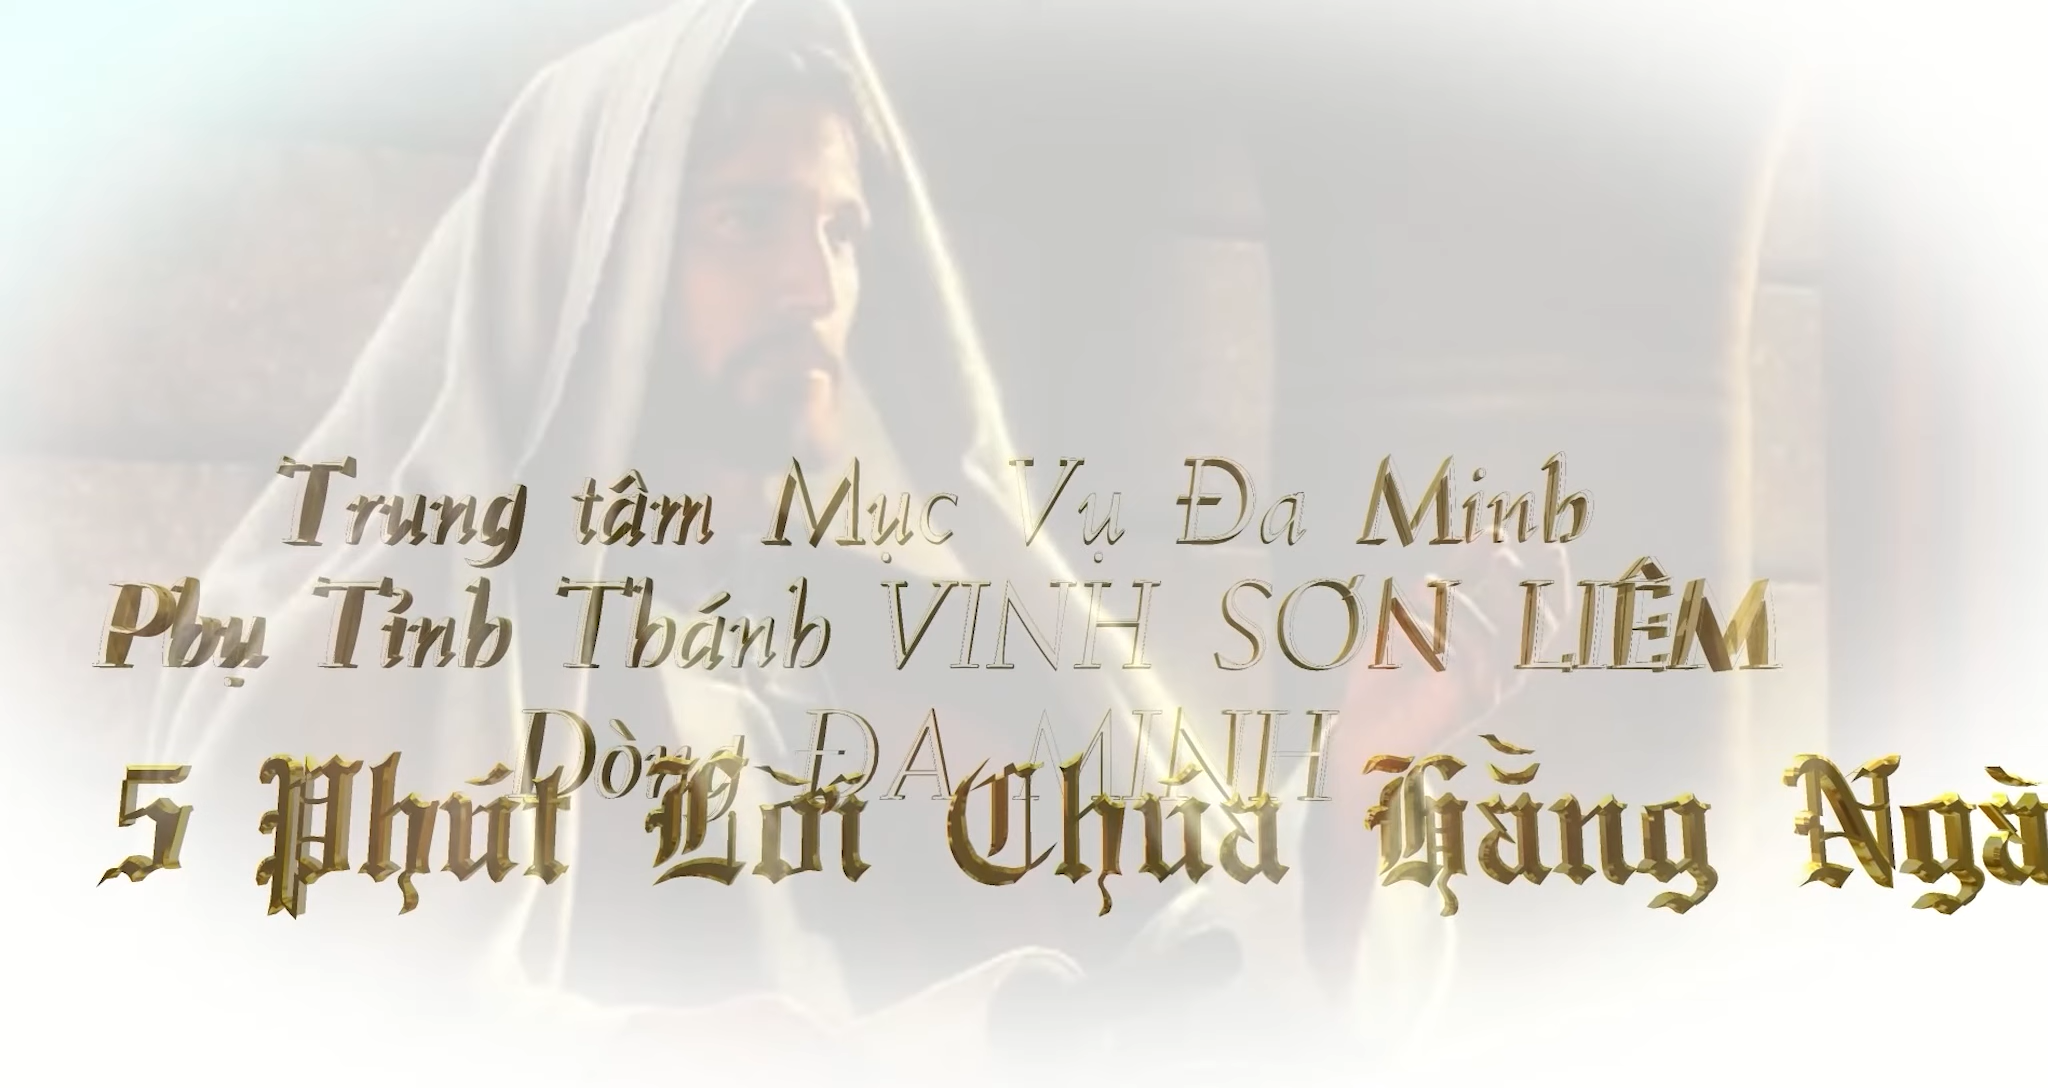 Trung tâm Mục Vụ Đa Minh
Phụ Tỉnh Thánh VINH SƠN LIÊM
Dòng ĐA MINH
5 Phút Lời Chúa Hằng Ngà